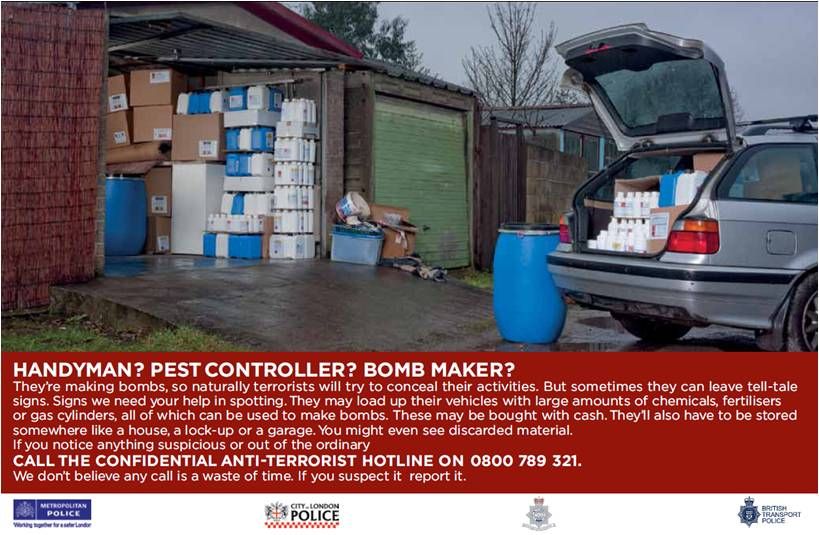 HANDYMAN? PEST CONTROLLER? BOMB MAKER?
They're making bombs, so naturally terrorists will try to conceal their activities. But sometimes they can leave tell-tale
signs. Signs we need your help in spotting. They may load up their vehicles with large amounts of chemicals, fertilisers
or gas cylinders, all of which can be used to make bombs. These may be bought with cash. They'll also have to be stored
somewhere like a house, a lock-up or a garage. You might even see discarded material.
If you notice anything suspicious or out of the ordinary
CALL THE CONFIDENTIAL ANTI-TERRORIST HOTLINE ON 0800 789 321.
We don't believe any call is a waste of time. If you suspect it report it.
METROPOLITAN
POLICE
Working together for a safer London
CITY OF LONDON
POLICE
BRITISH
TRANSPORT
POLICE